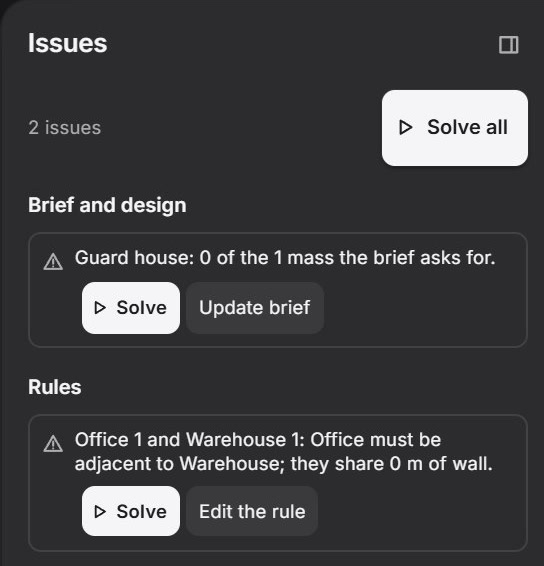 Issues
2 issues
Solve all
Brief and design
Guard house: 0 of the 1 mass the brief asks for.
Solve
Update brief
Rules
Office 1 and Warehouse 1: Office must be
adjacent to Warehouse; they share 0 m of wall.
Solve
Edit the rule